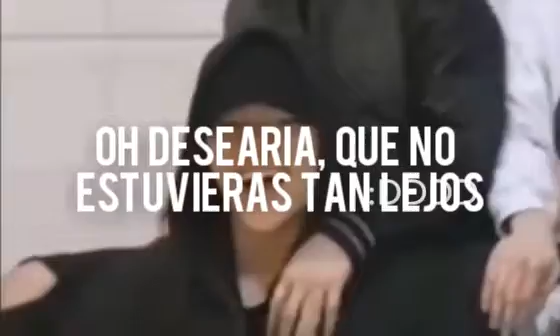 OH DESEARIA, QUE NO
ESTUVIERAS TAN LEJOS